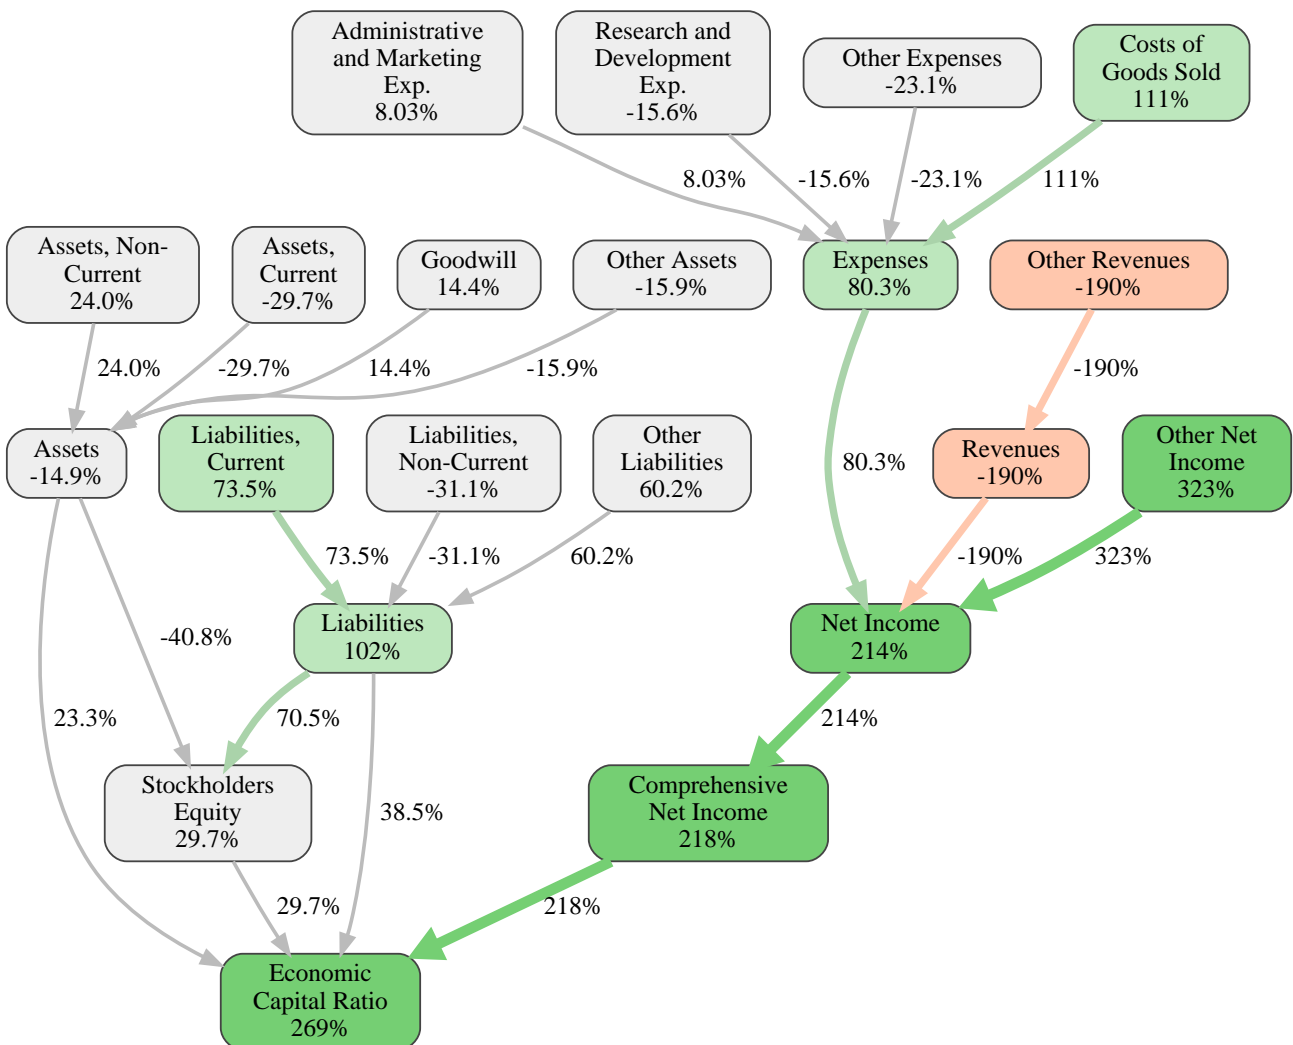 Administrative
and Marketing
Exp.
8.03%
Research and
Development
Exp.
-15.6%
Other Expenses
-23.1%
Costs of
Goods Sold
111%
8.03%
-15.6%
-23.1%
111%
Assets, Non-
Current
24.0%
Assets,
Current
-29.7%
Goodwill
14.4%
Other Assets
-15.9%
Expenses
80.3%
Other Revenues
-190%
24.0%
-29.7%
14.4%
-15.9%
-190%
Assets
-14.9%
Liabilities,
Current
73.5%
Liabilities,
Non-Current
-31.1%
Other
Liabilities
60.2%
80.3%
Revenues
-190%
Other Net
Income
323%
73.5%
-31.1%
60.2%
-190%
323%
-40.8%
Liabilities
102%
Net Income
214%
23.3%
70.5%
214%
Stockholders
Equity
29.7%
38.5%
Comprehensive
Net Income
218%
29.7%
218%
Economic
Capital Ratio
269%